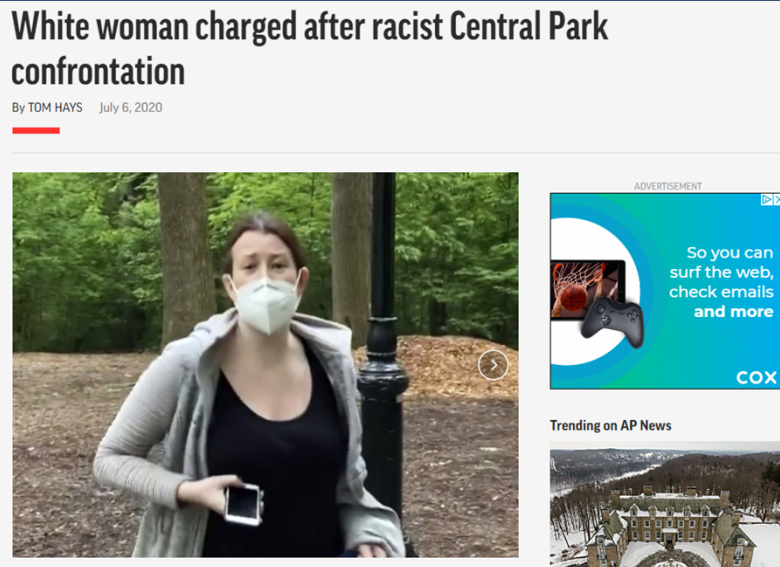 White woman charged after racist Central Park
confrontation
By TOM HAYS July 6, 2020
ADVERTISEMENT
So you can
surf the web,
check emails
and more
COX
Trending on AP News